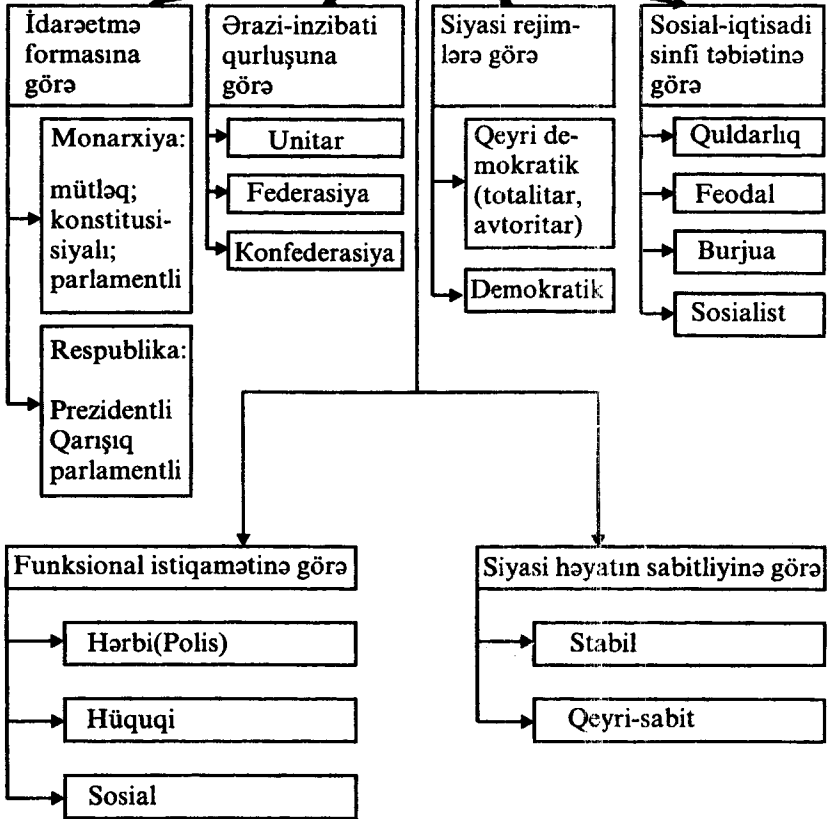 İdarəetmə
formasına
görə
Monarxiya:
mütləq;
konstitusi-
siyalı;
parlamentli
Respublika:
Prezidentli
Qarışıq
parlamentli
Ərazi-inzibati
qurluşuna
görə
Unitar
Federasiya
Konfederasiya
Siyasi rejim-
lərə görə
Qeyri de-
mokratik
(totalitar,
avtoritar)
Demokratik
Sosial-iqtisadi
sinfi təbiətinə
görə
Quldarlıq
Feodal
Burjua
Sosialist
Funksional istiqamətinə görə
Hərbi(Polis)
Hüquqi
Sosial
Siyasi həyatın sabitliyinə görə
Stabil
Qeyri-sabit